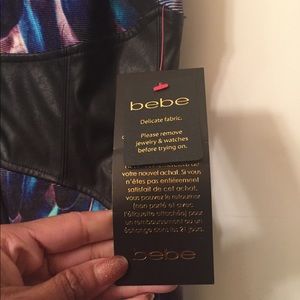 bebe
Delicate fabric.
Please remove
jewelry & watches
before trying on.
votre nouvel achat. Si vous
n'êtes pas entièrement
satisfait de cet achat,
vous pouvez le retourner
(non porté et avec
l'étiquette attachée) pour
un remboursement ou un
échange dans les 21 jours.
bebe